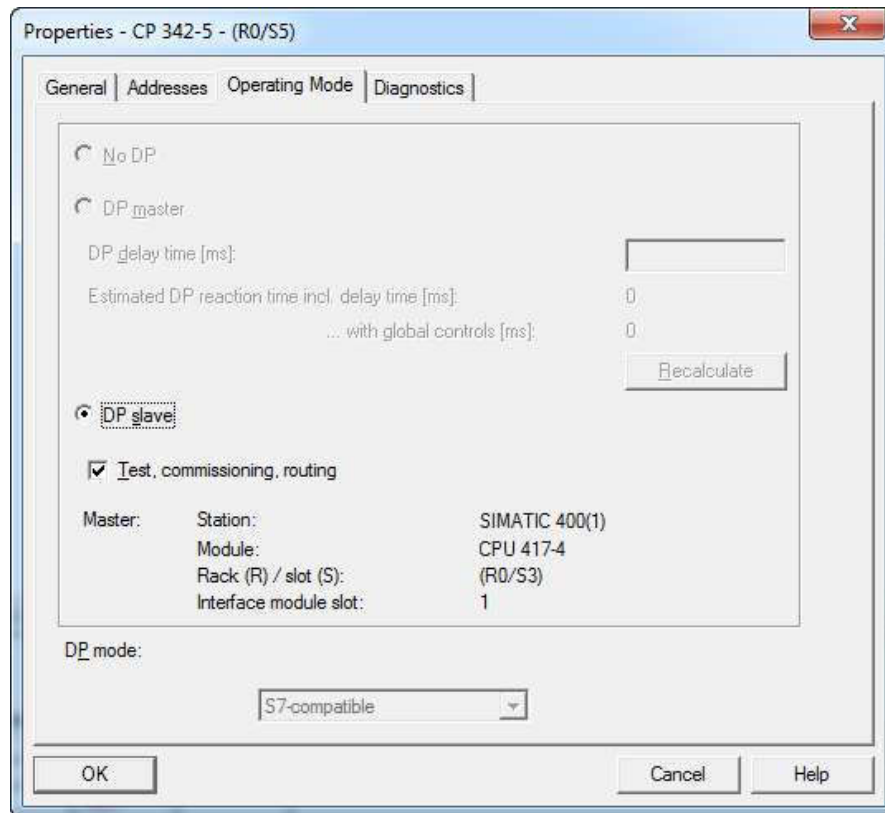 Properties - CP 342-5 - (R0/S5)
General Addresses Operating Mode Diagnostics
No DP
DP master
DP delay time [ms]:
Estimated DP reaction time incl. delay time [ms]: 0
... with global controls [ms]: 0
Recalculate
DP slave
Test, commissioning, routing
Master: Station: SIMATIC 400(1)
Module: CPU 417-4
Rack (R) / slot (S): (R0/S3)
Interface module slot: 1
DP mode:
S7-compatible
OK Cancel Help